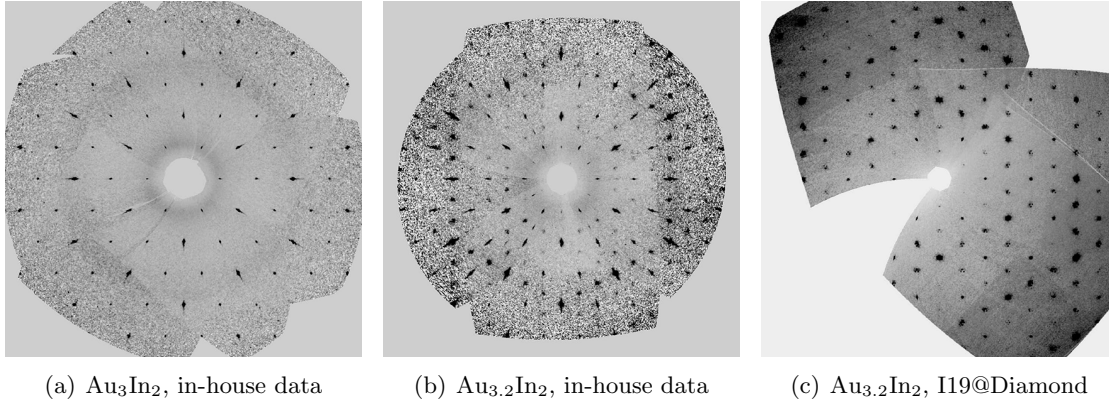 (a) Au₃In₂, in-house data
(b) Au₃.₂In₂, in-house data
(c) Au₃.₂In₂, I19@Diamond